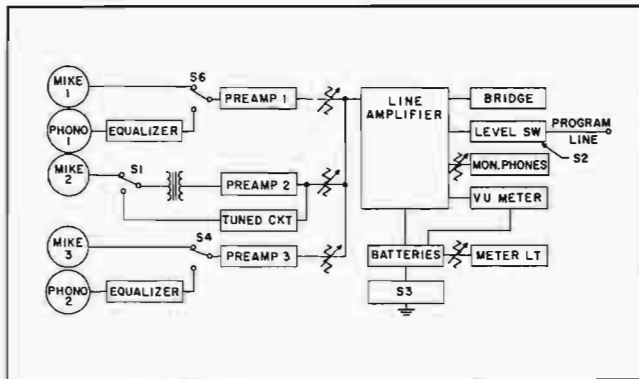 MIKE
1
S6
PREAMP 1
LINE
AMPLIFIER
BRIDGE
PHONO
1
EQUALIZER
PROGRAM
LINE
LEVEL SW
S2
MIKE
2
S1
PREAMP 2
MON.PHONES
TUNED CKT
VU METER
MIKE
3
S4
PREAMP 3
BATTERIES
METER LT
PHONO
2
EQUALIZER
S3